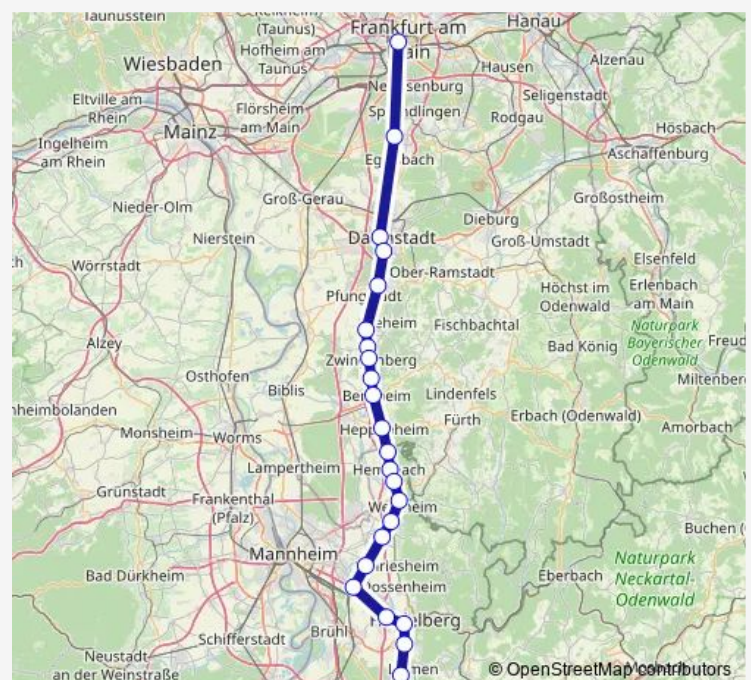 Taunusstein
(Taunus)
Frankfurt am
Hanau
Wiesbaden
Hofheim am
Taunus
Hausen
Alzenau
Eltville am
Rhein
Flörsheim
am Main
Seligenstadt
Rodgau
Mainz
Hösbach
Ingelheim
am Rhein
Aschaffenburg
Groß-Gerau
Großostheim
Nieder-Olm
Dieburg
Nierstein
Groß-Umstadt
Elsenfeld
Wörrstadt
Ober-Ramstadt
Höchst im
Odenwald
Erlenbach
am Main
Fischbachtal
Naturpark
Bayerischer
Odenwald
Freud
Alzey
Bad König
Osthofen
Biblis
Lindenfels
Miltenber
nheimbolanden
Fürth
Erbach (Odenwald)
Amorbach
Monsheim
Worms
Lampertheim
Grünstadt
Frankenthal
(Pfalz)
Mannheim
Buchen (
Bad Dürkheim
Eberbach
Naturpark
Neckartal-
Odenwald
Brühl
Schifferstadt
Neustadt
an der Weinstraße
© OpenStreetMap contributors